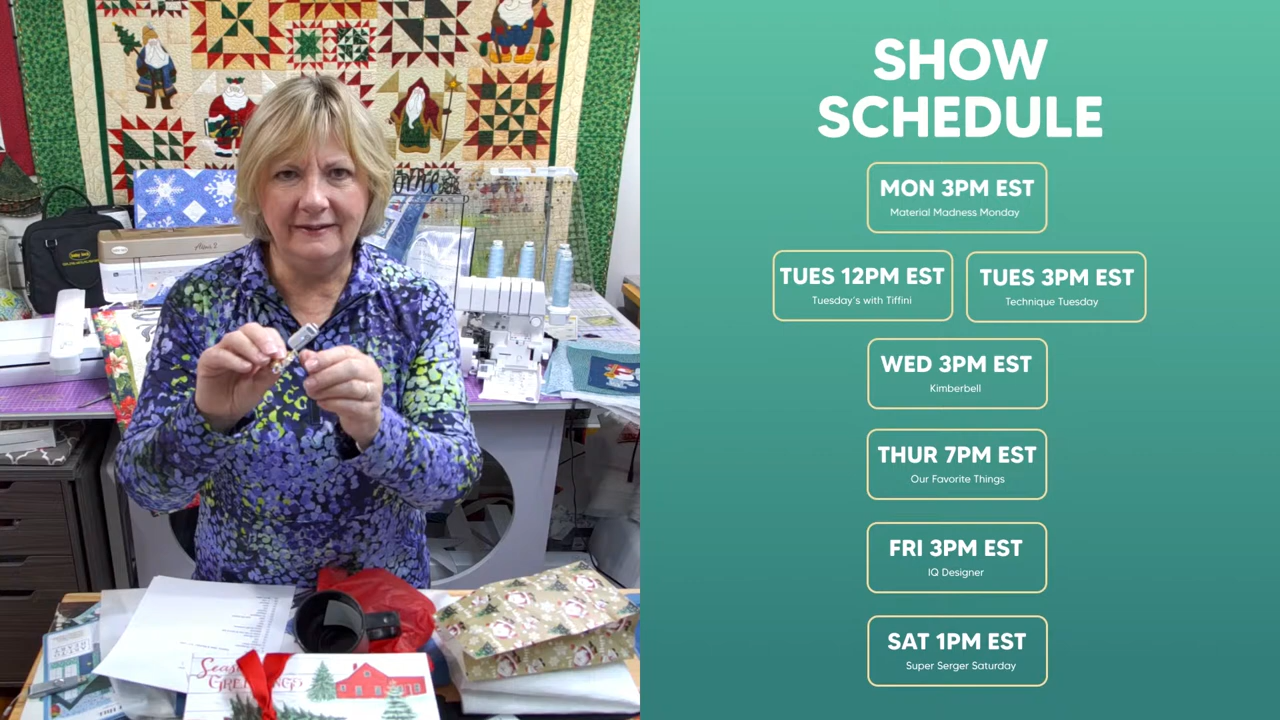 SHOW
SCHEDULE
MON 3PM EST
Material Madness Monday
TUES 12PM EST
Tuesday's with Tiffini
TUES 3PM EST
Technique Tuesday
WED 3PM EST
Kimberbell
THUR 7PM EST
Our Favorite Things
FRI 3PM EST
IQ Designer
SAT 1PM EST
Super Serger Saturday
Season's
GREETINGS